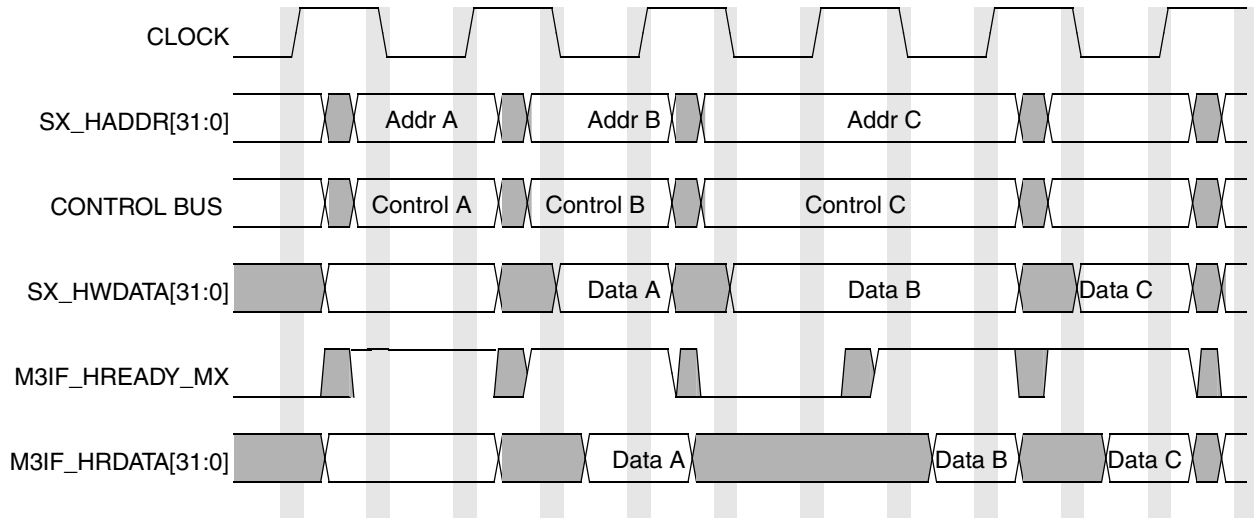 CLOCK
SX_HADDR[31:0]
Addr A
Addr B
Addr C
CONTROL BUS
Control A
Control B
Control C
SX_HWDATA[31:0]
Data A
Data B
Data C
M3IF_HREADY_MX
M3IF_HRDATA[31:0]
Data A
Data B
Data C